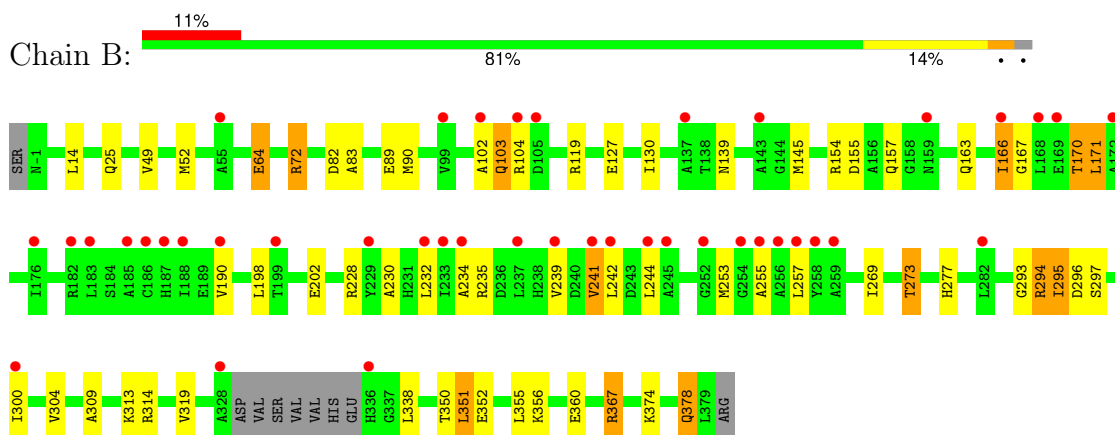 11%
Chain B:
81% 14% • •
SER N-1 L14 Q25 V49 M52 A55 E64 R72 D82 A83 E89 M90 V99 A102 Q103 R104 D105 R119 E127 I130 A137 T138 N139 A143 G144 M145 R154 D155 A156 Q157 G158 N159 Q163 I166 G167 L168 E169 T170 L171 A172
I176 R182 L183 S184 A185 C186 H187 I188 E189 V190 L198 T199 E202 R228 Y229 A230 H231 L232 I233 A234 R235 D236 L237 H238 V239 D240 V241 L242 D243 L244 A245 G252 M253 G254 A255 A256 L257 Y258 A259 I269 T273 H277 L282 G293 R294 I295 D296 S297
I300 V304 A309 K313 R314 V319 A328 ASP VAL SER VAL VAL HIS GLU H336 G337 L338 T350 L351 E352 L355 K356 E360 R367 K374 Q378 L379 ARG